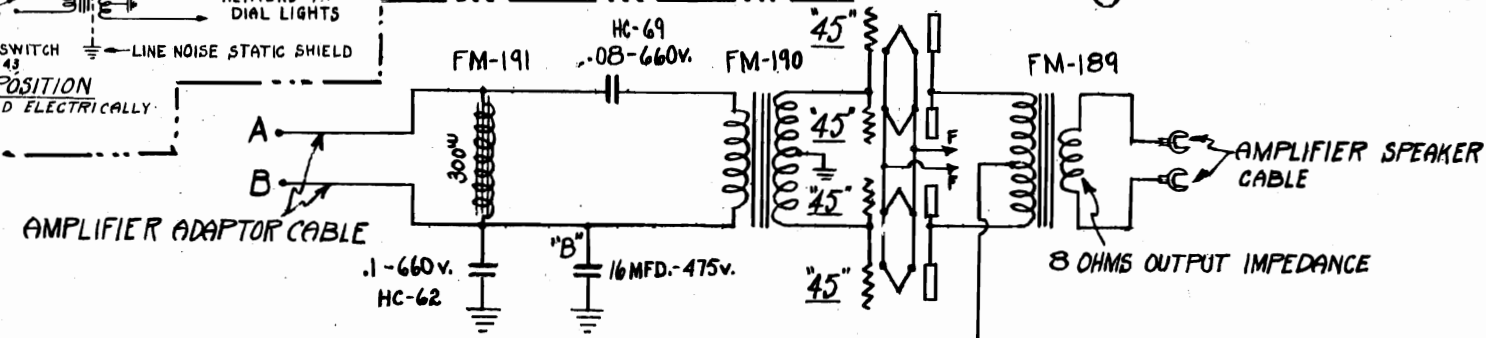 DIAL LIGHTS
SWITCH
43
LINE NOISE STATIC SHIELD
POSITION
D ELECTRICALLY
FM-191
HC-69
.08-660v.
FM-190
"45"
FM-189
A
B
300ω
"45"
F
F
"45"
AMPLIFIER SPEAKER
CABLE
AMPLIFIER ADAPTOR CABLE
.1-660v.
HC-62
"B"
16 MFD.-475v.
"45"
8 OHMS OUTPUT IMPEDANCE